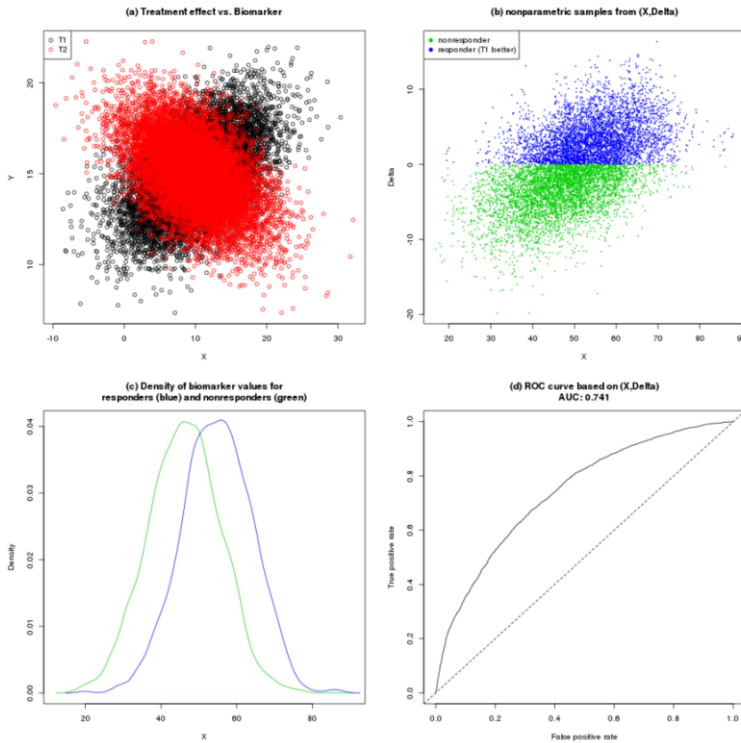 (a) Treatment effect vs. Biomarker
T1
T2
Y
20
15
10
-10
0
10
20
30
X
(b) nonparametric samples from (X,Delta)
nonresponder
responder (T1 better)
Delta
10
0
-10
-20
20
30
40
50
60
70
80
90
X
(c) Density of biomarker values for
responders (blue) and nonresponders (green)
Density
0.04
0.03
0.02
0.01
0.00
20
40
60
80
X
(d) ROC curve based on (X,Delta)
AUC: 0.741
True positive rate
1.0
0.8
0.6
0.4
0.2
0.0
0.0
0.2
0.4
0.6
0.8
1.0
False positive rate